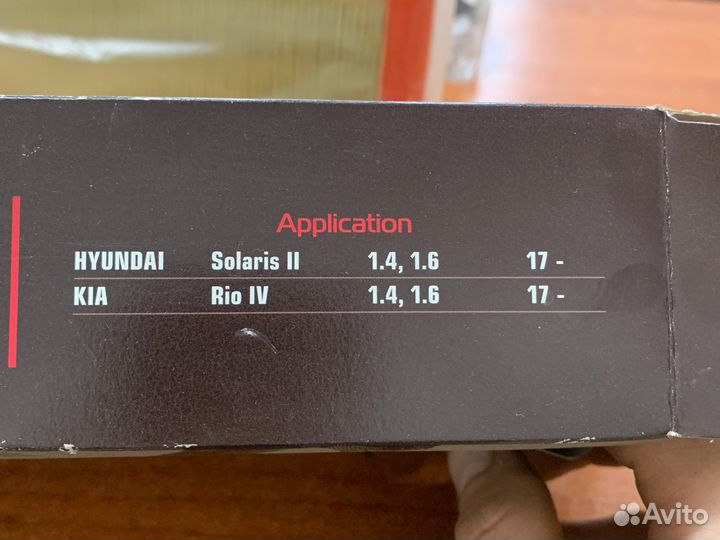 Application
HYUNDAI Solaris II 1.4, 1.6 17 -
KIA Rio IV 1.4, 1.6 17 -
Avito